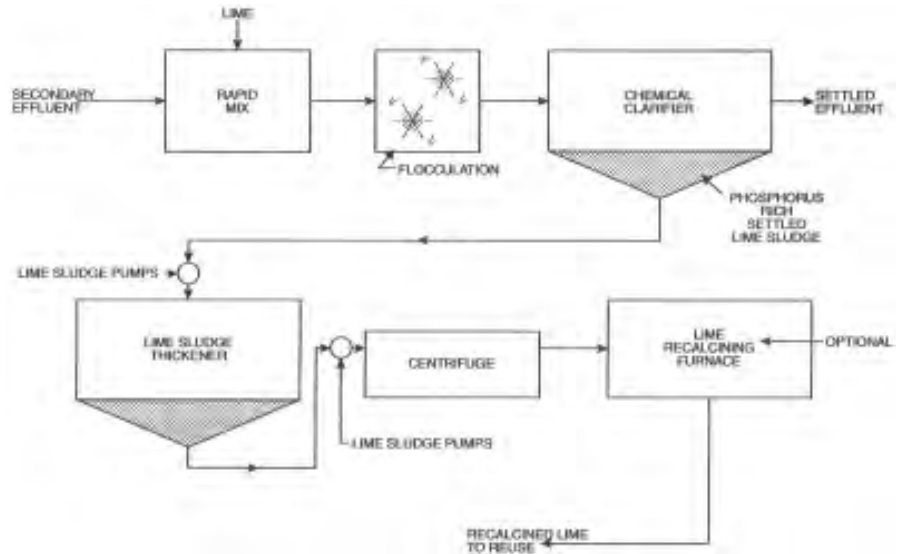 LIME
SECONDARY
EFFLUENT
RAPID
MIX
FLOCCULATION
CHEMICAL
CLARIFIER
SETTLED
EFFLUENT
PHOSPHORUS
RICH
SETTLED
LIME SLUDGE
LIME SLUDGE PUMPS
LIME SLUDGE
THICKENER
CENTRIFUGE
LIME
RECALCINING
FURNACE
OPTIONAL
LIME SLUDGE PUMPS
RECALCINED LIME
TO REUSE